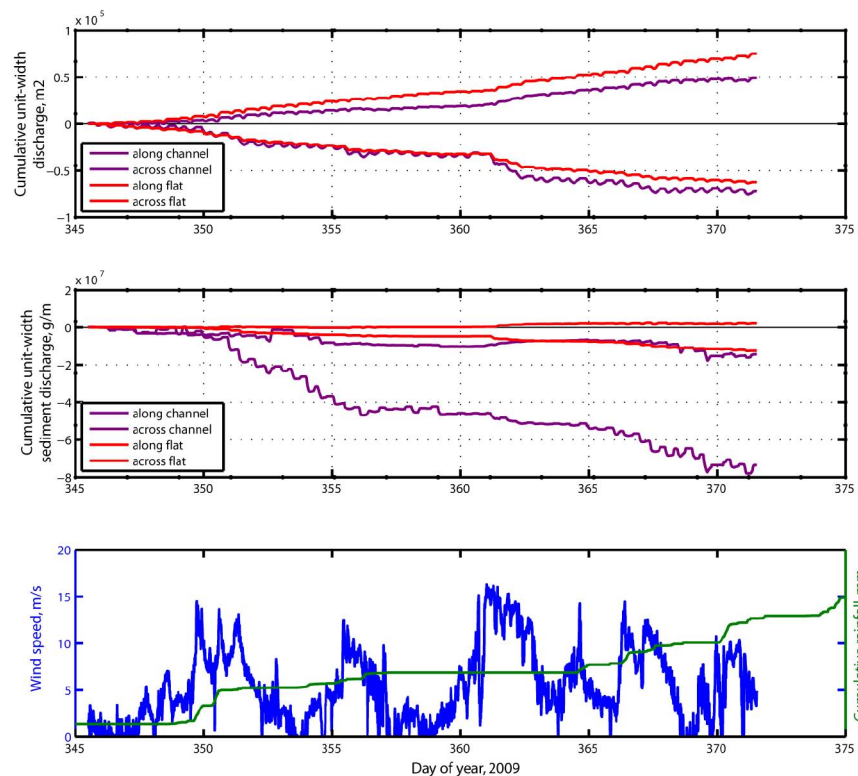 x 10^5
1
0.5
0
−0.5
−1
Cumulative unit-width
discharge, m2
along channel
across channel
along flat
across flat
345 350 355 360 365 370 375
x 10^7
2
0
−2
−4
−6
−8
Cumulative unit-width
sediment discharge, g/m
along channel
across channel
along flat
across flat
345 350 355 360 365 370 375
20
15
10
5
0
Wind speed, m/s
345 350 355 360 365 370 375
Day of year, 2009